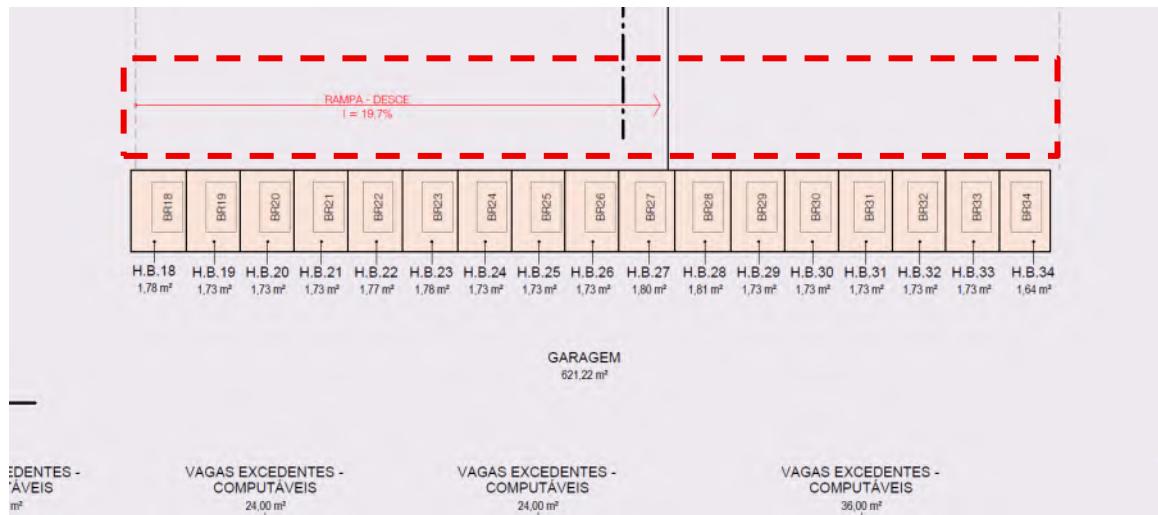 RAMPA - DESCE
I = 19,7%
BR18 BR19 BR20 BR21 BR22 BR23 BR24 BR25 BR26 BR27 BR28 BR29 BR30 BR31 BR32 BR33 BR34
H.B.18 H.B.19 H.B.20 H.B.21 H.B.22 H.B.23 H.B.24 H.B.25 H.B.26 H.B.27 H.B.28 H.B.29 H.B.30 H.B.31 H.B.32 H.B.33 H.B.34
1,78 m² 1,73 m² 1,73 m² 1,73 m² 1,77 m² 1,78 m² 1,73 m² 1,73 m² 1,73 m² 1,80 m² 1,81 m² 1,73 m² 1,73 m² 1,73 m² 1,73 m² 1,73 m² 1,64 m²
GARAGEM
621,22 m²
EDENTES - VAGAS EXCEDENTES - VAGAS EXCEDENTES - VAGAS EXCEDENTES -
TÁVEIS COMPUTÁVEIS COMPUTÁVEIS COMPUTÁVEIS
m² 24,00 m² 24,00 m² 36,00 m²